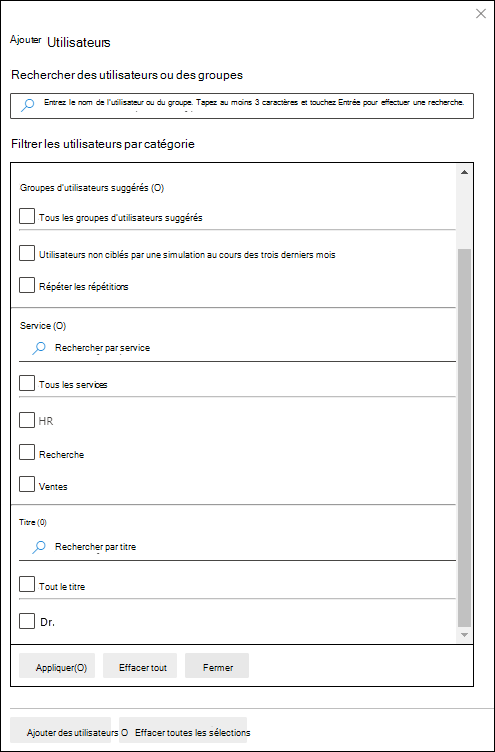 Ajouter Utilisateurs
Rechercher des utilisateurs ou des groupes
Entrez le nom de l'utilisateur ou du groupe. Tapez au moins 3 caractères et touchez Entrée pour effectuer une recherche.
Filtrer les utilisateurs par catégorie
Groupes d'utilisateurs suggérés (O)
Tous les groupes d'utilisateurs suggérés
Utilisateurs non ciblés par une simulation au cours des trois derniers mois
Répéter les répétitions
Service (O)
Rechercher par service
Tous les services
HR
Recherche
Ventes
Titre (0)
Rechercher par titre
Tout le titre
Dr.
Appliquer(O) Effacer tout Fermer
Ajouter des utilisateurs O Effacer toutes les sélections